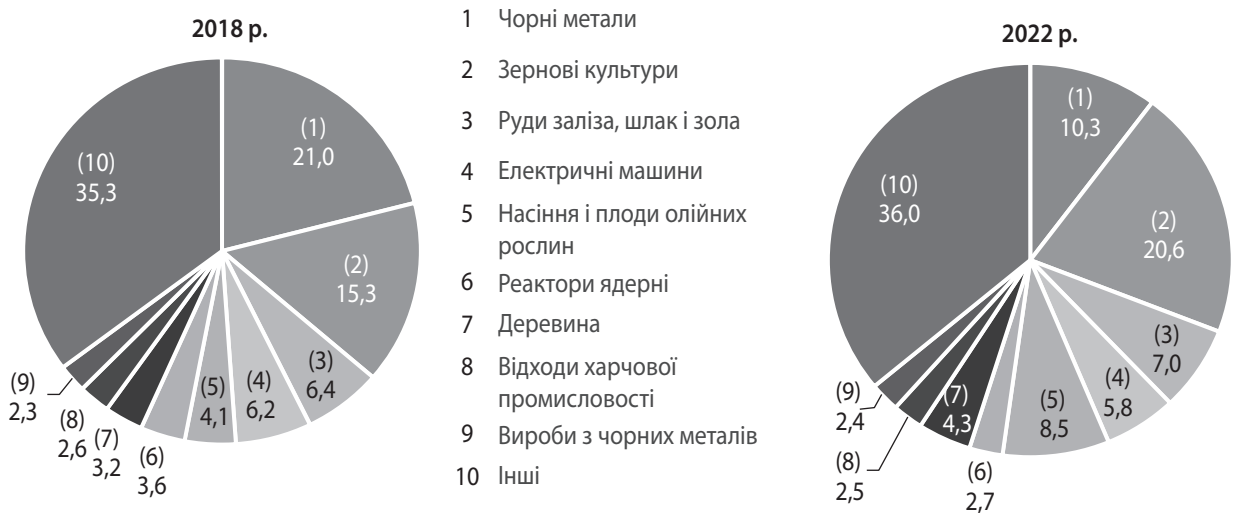 2018 р.
(1)
21,0
(2)
15,3
(3)
6,4
(4)
6,2
(5)
4,1
(6)
3,6
(7)
3,2
(8)
2,6
(9)
2,3
(10)
35,3
1 Чорні метали
2 Зернові культури
3 Руди заліза, шлак і зола
4 Електричні машини
5 Насіння і плоди олійних
рослин
6 Реактори ядерні
7 Деревина
8 Відходи харчової
промисловості
9 Вироби з чорних металів
10 Інші
2022 р.
(1)
10,3
(2)
20,6
(3)
7,0
(4)
5,8
(5)
8,5
(6)
2,7
(7)
4,3
(8)
2,5
(9)
2,4
(10)
36,0